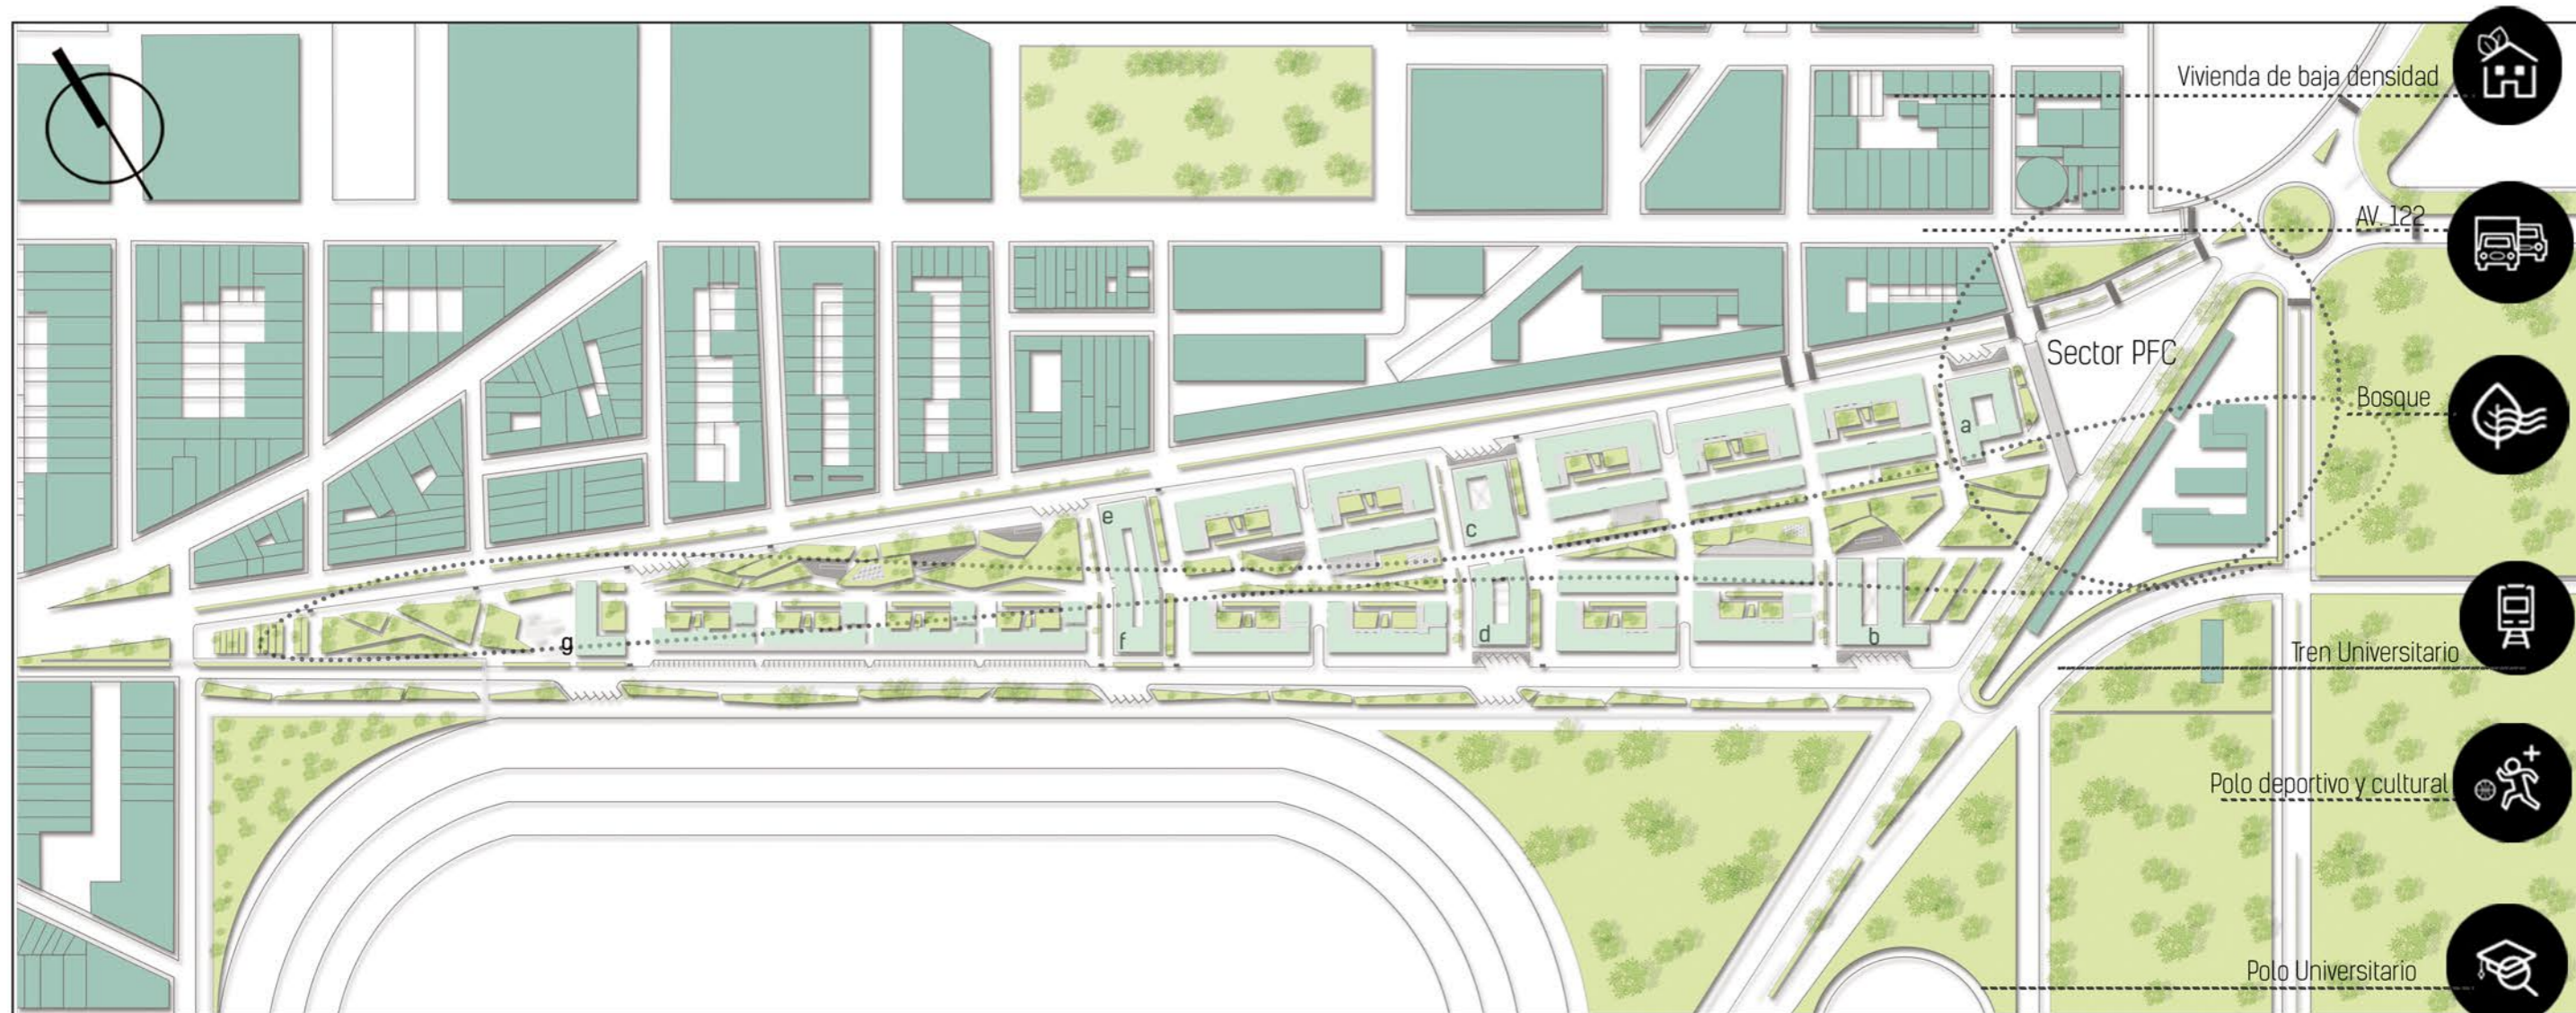 Vivienda de baja densidad
AV. 122
Sector PFC
Bosque
a
e
c
g
f
d
b
Tren Universitario
Polo deportivo y cultural
Polo Universitario